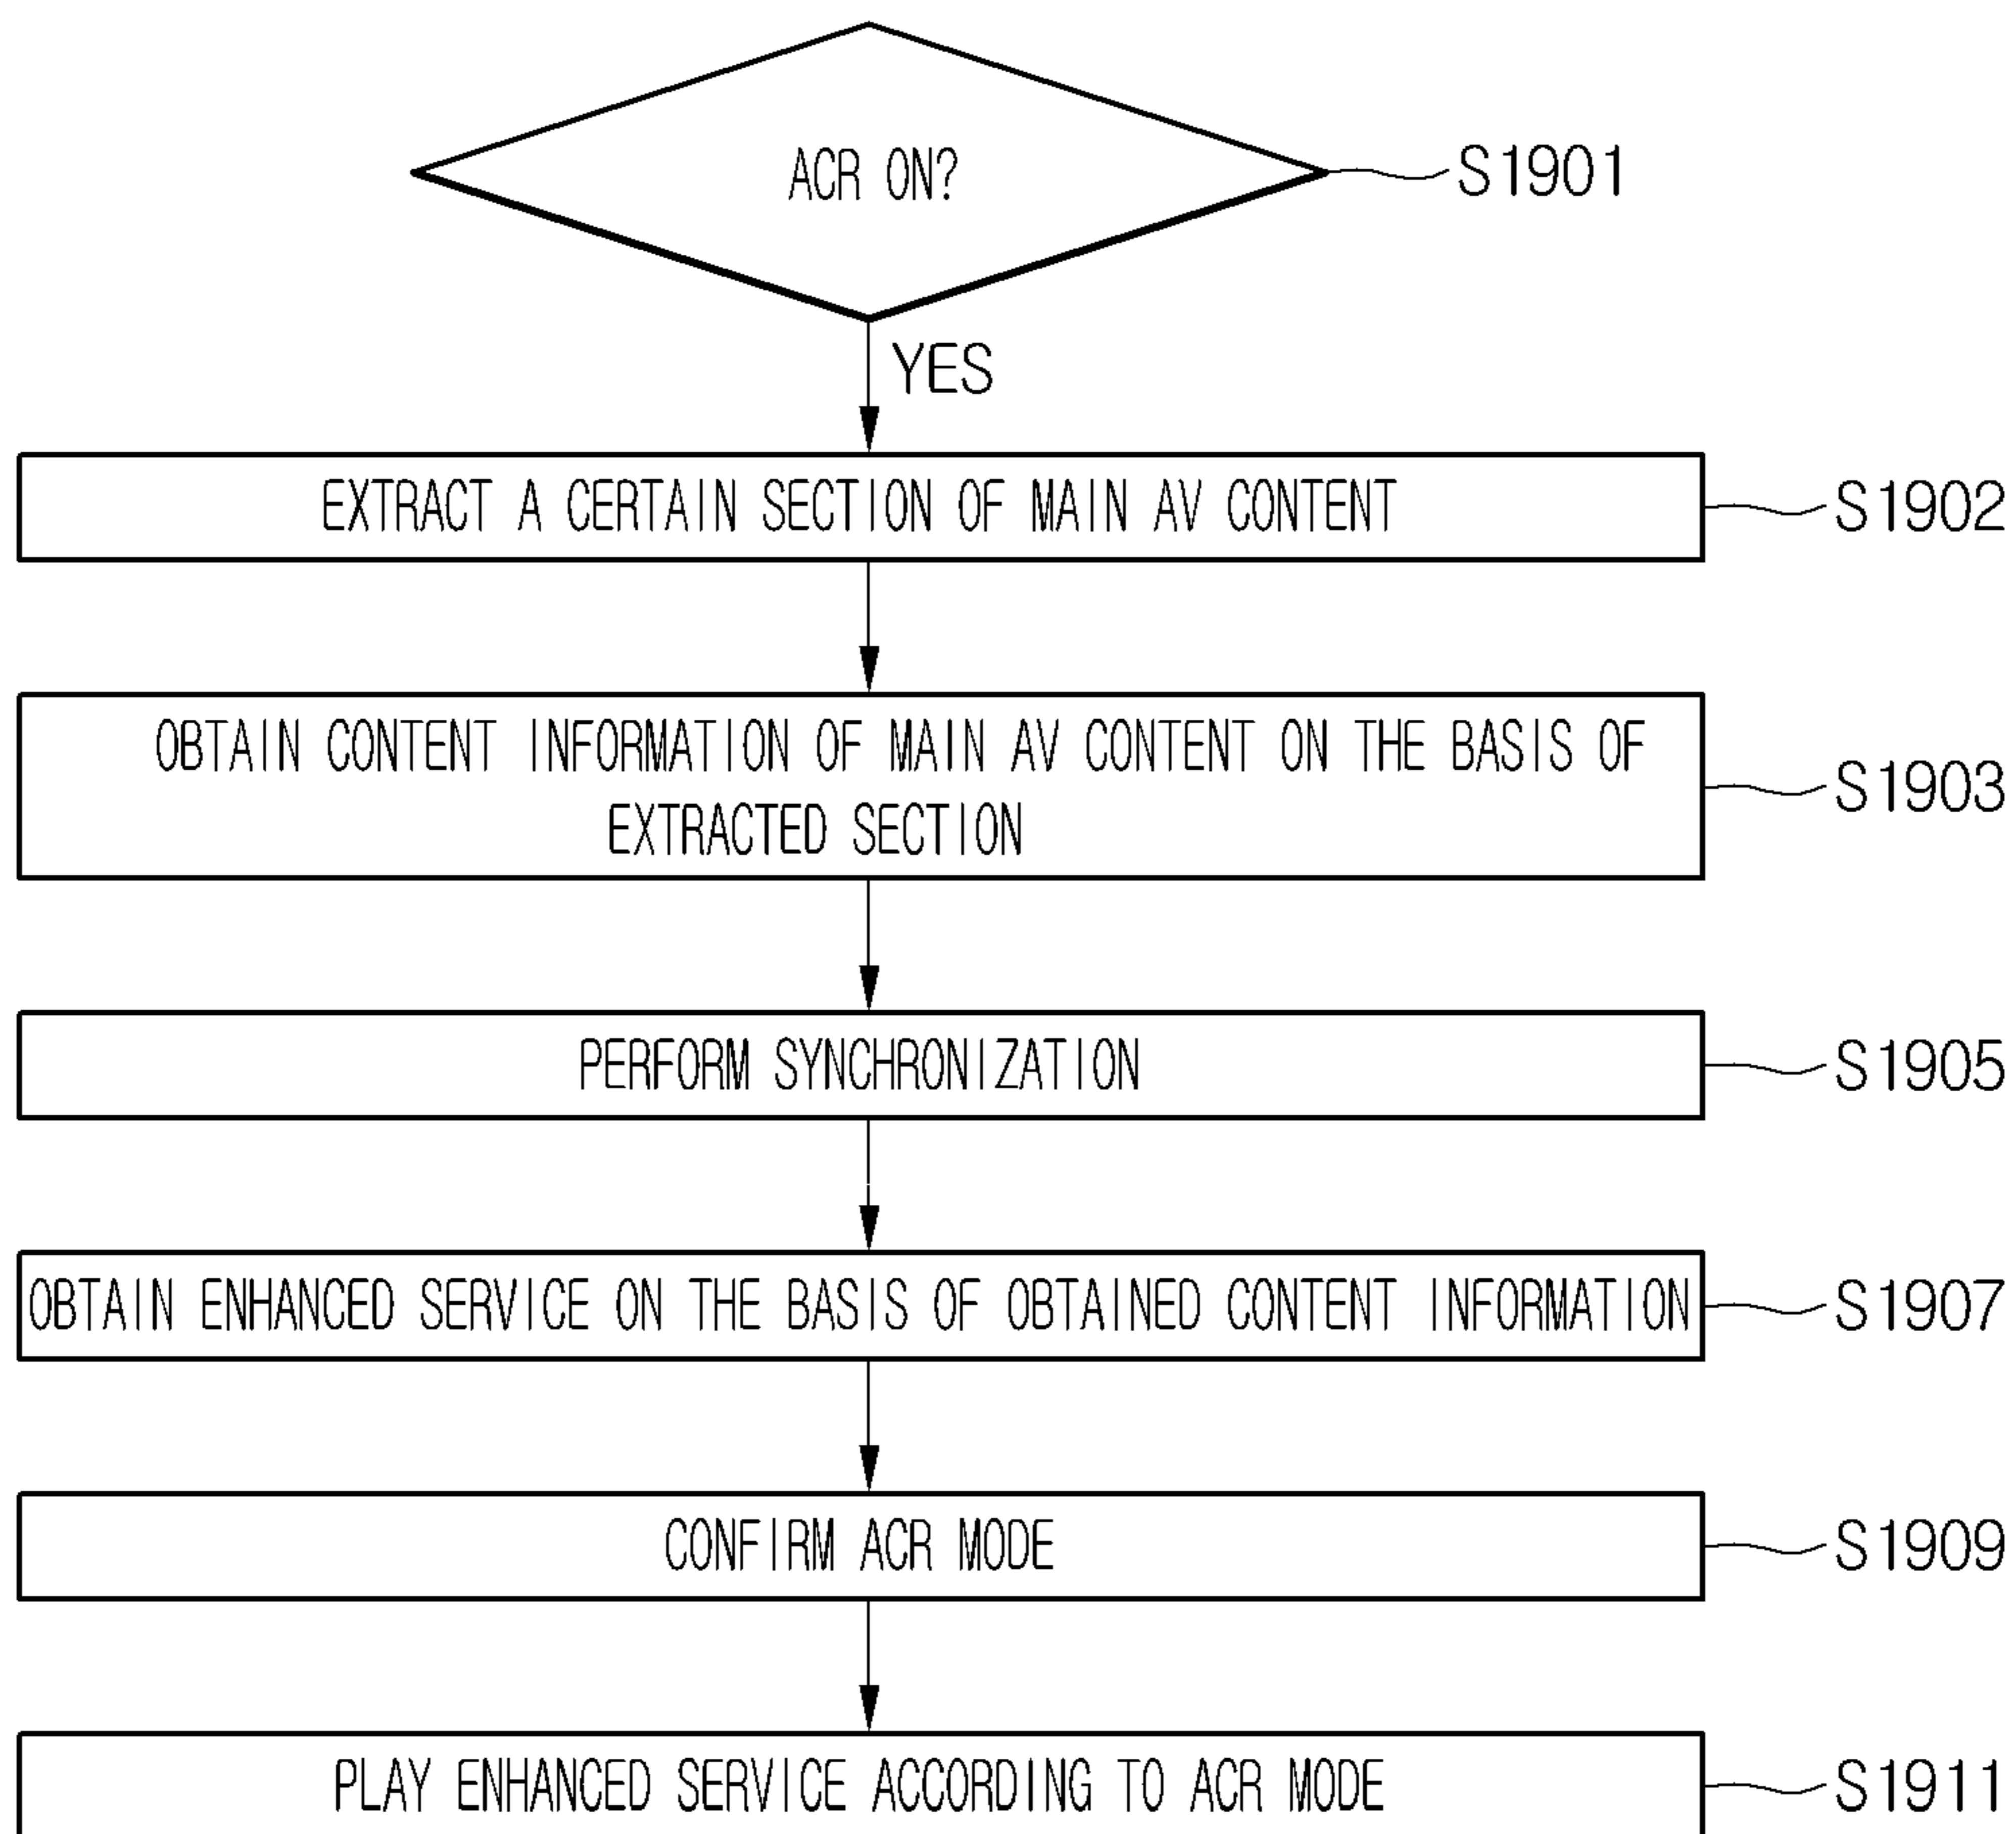 ACR ON?
S1901
YES
EXTRACT A CERTAIN SECTION OF MAIN AV CONTENT
S1902
OBTAIN CONTENT INFORMATION OF MAIN AV CONTENT ON THE BASIS OF
EXTRACTED SECTION
S1903
PERFORM SYNCHRONIZATION
S1905
OBTAIN ENHANCED SERVICE ON THE BASIS OF OBTAINED CONTENT INFORMATION
S1907
CONFIRM ACR MODE
S1909
PLAY ENHANCED SERVICE ACCORDING TO ACR MODE
S1911